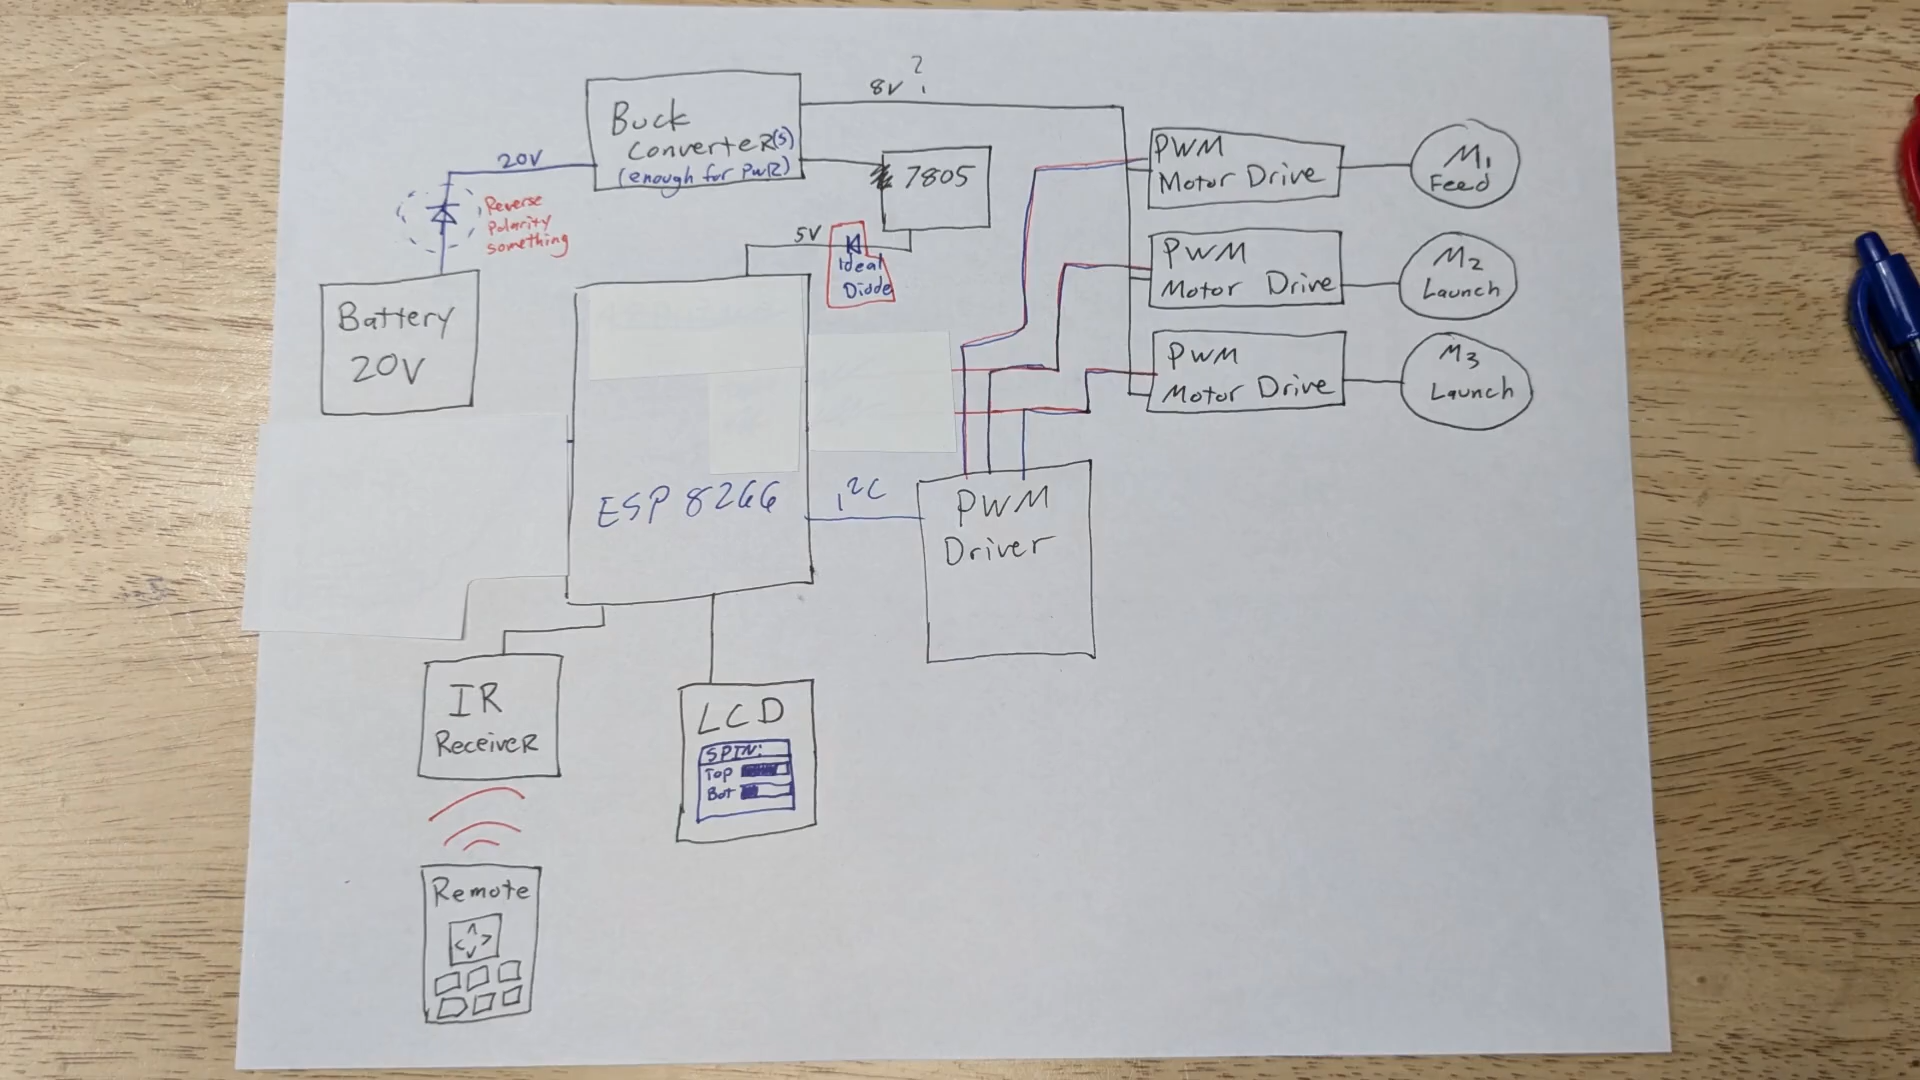 8V?
Buck
ConverteR(s)
(enough for PWR)
20V
7805
Reverse
Polarity
something
5V
Ideal
Diode
Battery
20V
PWM
Motor Drive
M1
Feed
PWM
Motor Drive
M2
Launch
PWM
Motor Drive
M3
Launch
ESP 8266
I2C
PWM
Driver
IR
ReceiveR
LCD
SPIN:
Top
Bot
Remote